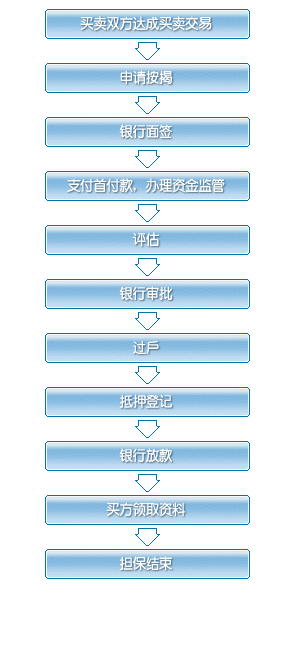 买卖双方达成买卖交易
申请按揭
银行面签
支付首付款，办理资金监管
评估
银行审批
过户
抵押登记
银行放款
买方领取资料
担保结束